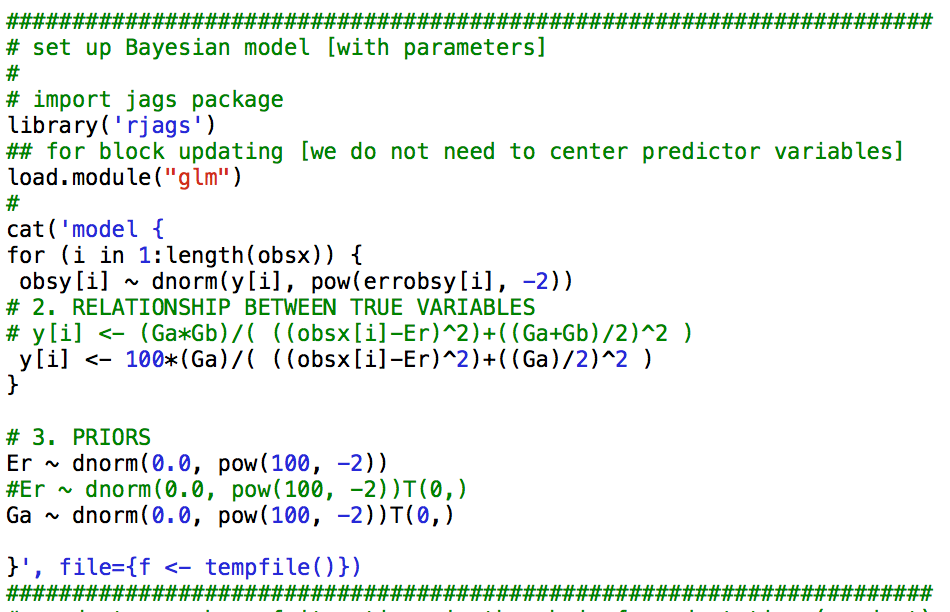 #######################################################################
# set up Bayesian model [with parameters]
#
# import jags package
library('rjags')
## for block updating [we do not need to center predictor variables]
load.module("glm")
#
cat('model {
for (i in 1:length(obsx)) {
 obsy[i] ~ dnorm(y[i], pow(errobsy[i], -2))
# 2. RELATIONSHIP BETWEEN TRUE VARIABLES
# y[i] <- (Ga*Gb)/( ((obsx[i]-Er)^2)+((Ga+Gb)/2)^2 )
 y[i] <- 100*(Ga)/( ((obsx[i]-Er)^2)+((Ga)/2)^2 )
}

# 3. PRIORS
Er ~ dnorm(0.0, pow(100, -2))
#Er ~ dnorm(0.0, pow(100, -2))T(0,)
Ga ~ dnorm(0.0, pow(100, -2))T(0,)

}', file={f <- tempfile()})
#######################################################################